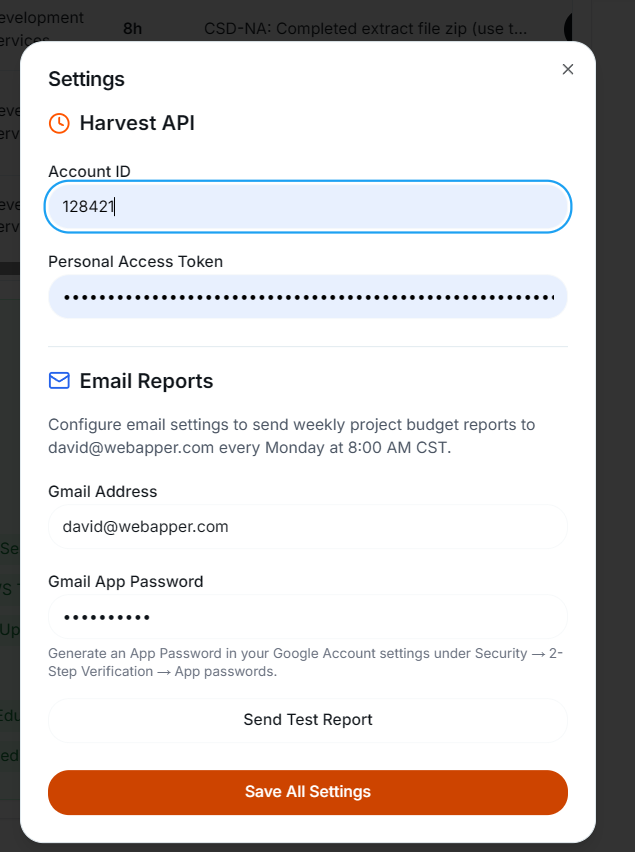 evelopment
ervices
8h
CSD-NA: Completed extract file zip (use t...
Settings
Harvest API
Account ID
128421
Personal Access Token
••••••••••••••••••••••••••••••••••••••••••••••••••••••••
Email Reports
Configure email settings to send weekly project budget reports to
david@webapper.com every Monday at 8:00 AM CST.
Gmail Address
david@webapper.com
Gmail App Password
••••••••••
Generate an App Password in your Google Account settings under Security → 2-
Step Verification → App passwords.
Send Test Report
Save All Settings